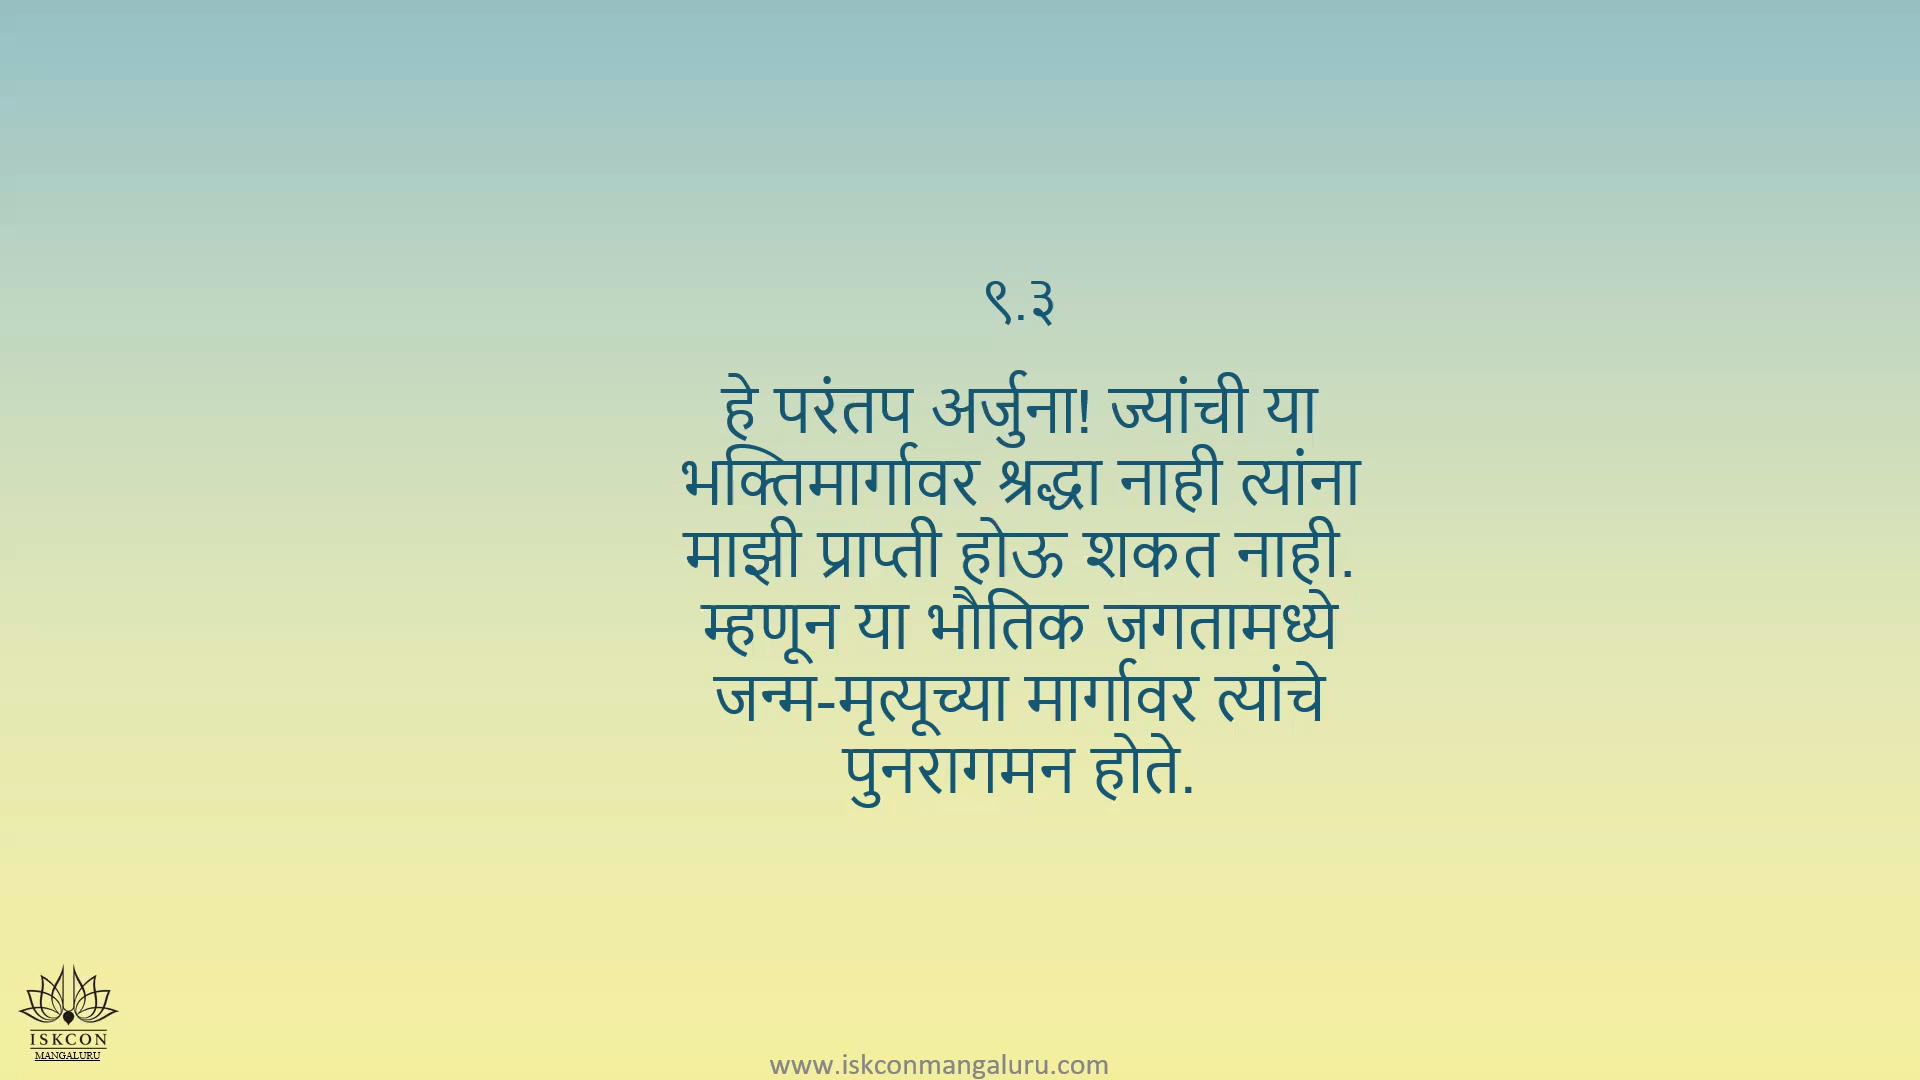 ९.३
हे परंतप अर्जुना! ज्यांची या
भक्तिमार्गावर श्रद्धा नाही त्यांना
माझी प्राप्ती होऊ शकत नाही.
म्हणून या भौतिक जगतामध्ये
जन्म-मृत्यूच्या मार्गावर त्यांचे
पुनरागमन होते.
ISKCON
MANGALURU
www.iskconmangaluru.com